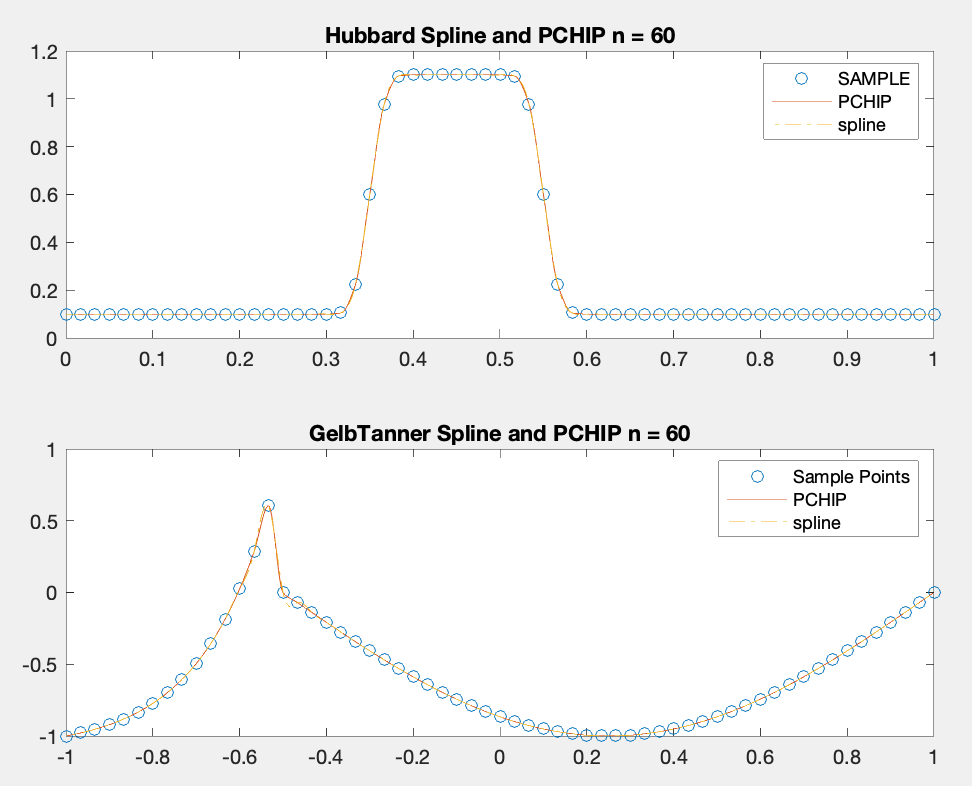 Hubbard Spline and PCHIP n = 60
1.2
1
0.8
0.6
0.4
0.2
0
SAMPLE
PCHIP
spline
0 0.1 0.2 0.3 0.4 0.5 0.6 0.7 0.8 0.9 1
GelbTanner Spline and PCHIP n = 60
1
0.5
0
-0.5
-1
Sample Points
PCHIP
spline
-1 -0.8 -0.6 -0.4 -0.2 0 0.2 0.4 0.6 0.8 1